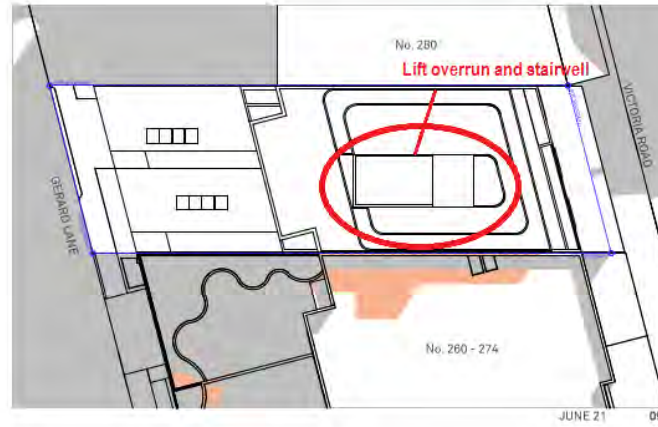 No. 280
Lift overrun and stairwell
VICTORIA ROAD
GERARD LANE
No. 260 - 274
JUNE 21